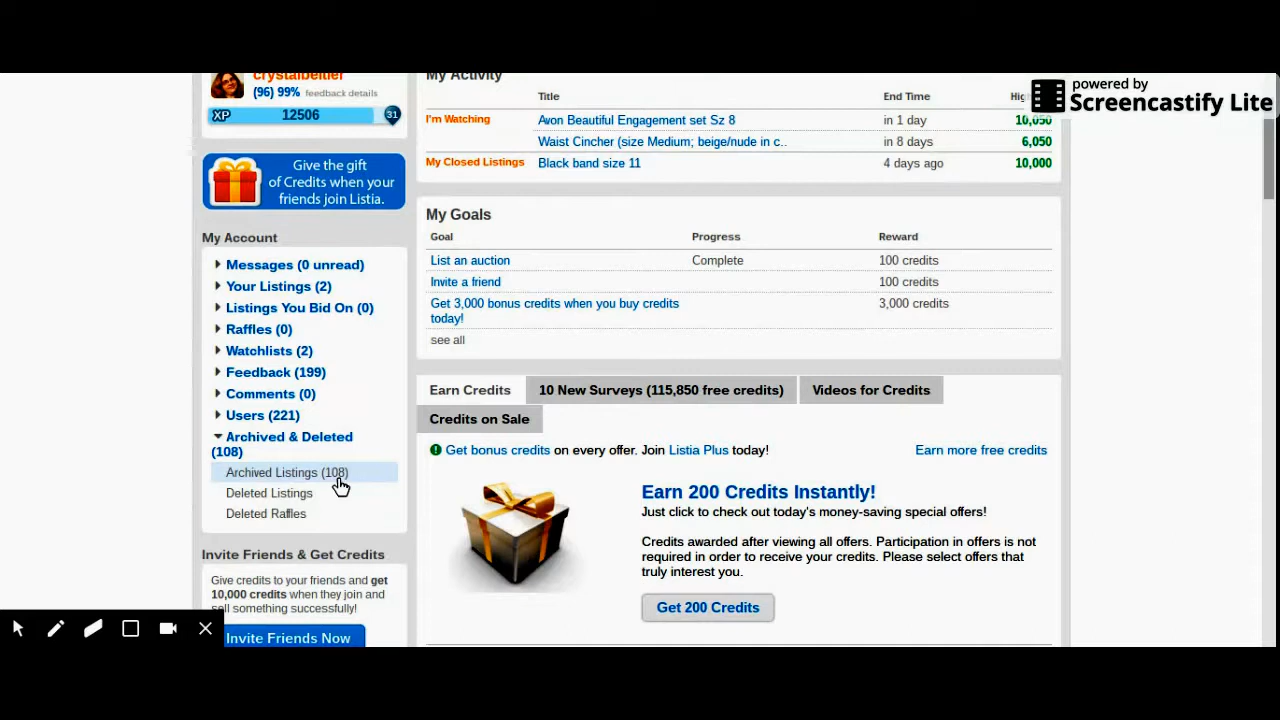 powered by
Screencastify Lite
crystalbeitler
(96) 99% feedback details
XP 12506 31
Give the gift
of Credits when your
friends join Listia.
My Account
Messages (0 unread)
Your Listings (2)
Listings You Bid On (0)
Raffles (0)
Watchlists (2)
Feedback (199)
Comments (0)
Users (221)
Archived & Deleted
(108)
Archived Listings (108)
Deleted Listings
Deleted Raffles
Invite Friends & Get Credits
Give credits to your friends and get
10,000 credits when they join and
sell something successfully!
Invite Friends Now
My Activity
Title End Time
I'm Watching Avon Beautiful Engagement set Sz 8 in 1 day 10,050
Waist Cincher (size Medium; beige/nude in c.. in 8 days 6,050
My Closed Listings Black band size 11 4 days ago 10,000
My Goals
Goal Progress Reward
List an auction Complete 100 credits
Invite a friend 100 credits
Get 3,000 bonus credits when you buy credits 3,000 credits
today!
see all
Earn Credits 10 New Surveys (115,850 free credits) Videos for Credits
Credits on Sale
Get bonus credits on every offer. Join Listia Plus today! Earn more free credits
Earn 200 Credits Instantly!
Just click to check out today's money-saving special offers!
Credits awarded after viewing all offers. Participation in offers is not
required in order to receive your credits. Please select offers that
truly interest you.
Get 200 Credits